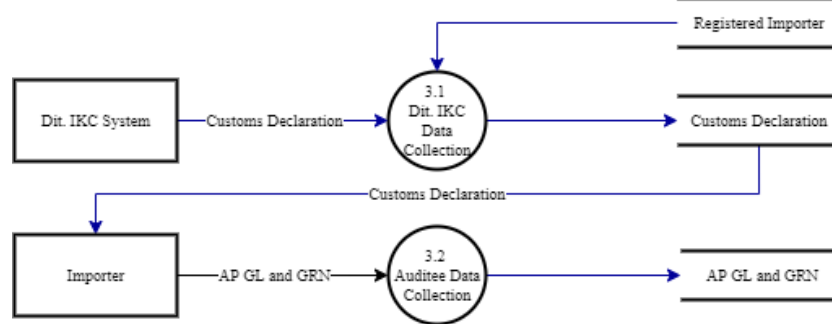 Registered Importer
Dit. IKC System
Customs Declaration
3.1
Dit. IKC
Data
Collection
Customs Declaration
Customs Declaration
Importer
AP GL and GRN
3.2
Auditee Data
Collection
AP GL and GRN